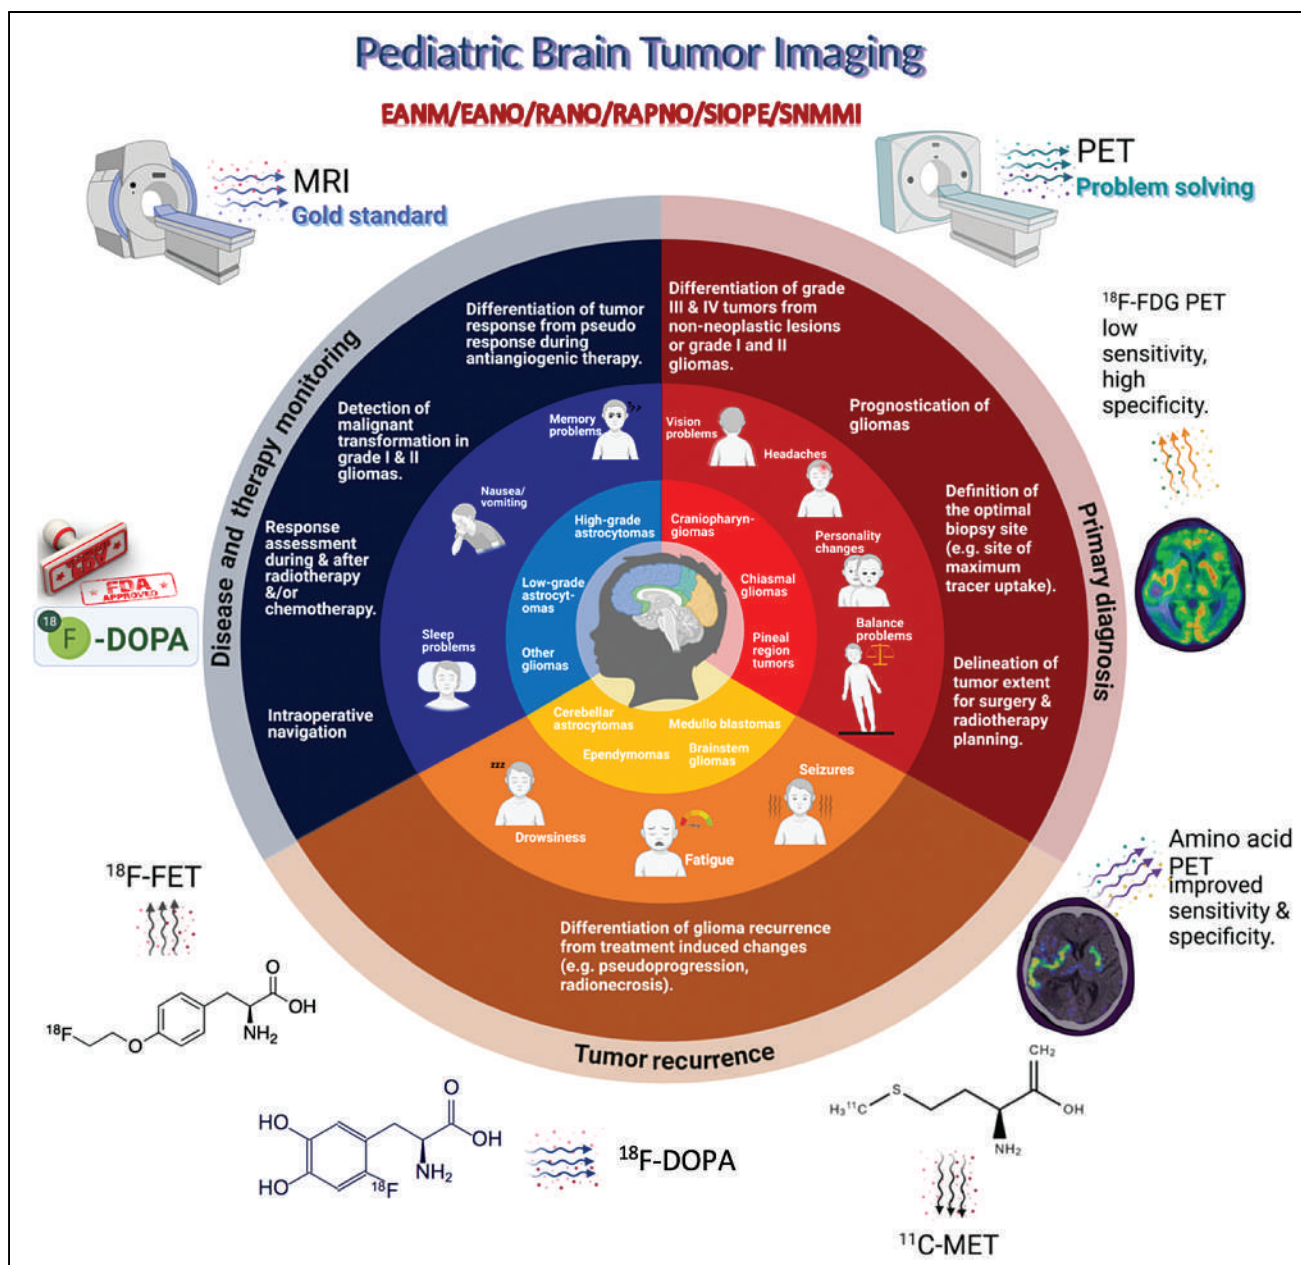 Pediatric Brain Tumor Imaging
EANM/EANO/RANO/RAPNO/SIOPE/SNMMI
MRI
Gold standard
PET
Problem solving
Disease and therapy monitoring
Differentiation of tumor
response from pseudo
response during
antiangiogenic therapy.
Detection of
malignant
transformation in
grade I & II
gliomas.
Response
assessment
during & after
radiotherapy
&/or
chemotherapy.
Intraoperative
navigation
Primary diagnosis
Differentiation of grade
III & IV tumors from
non-neoplastic lesions
or grade I and II
gliomas.
Prognostication of
gliomas
Definition of
the optimal
biopsy site
(e.g. site of
maximum
tracer uptake).
Delineation of
tumor extent
for surgery &
radiotherapy
planning.
Memory
problems
Nausea/
vomiting
Sleep
problems
Vision
problems
Headaches
Personality
changes
Balance
problems
High-grade
astrocytomas
Low-grade
astrocyt-
omas
Other
gliomas
Craniopharyn-
giomas
Chiasmal
gliomas
Pineal
region
tumors
Cerebellar
astrocytomas
Medullo blastomas
Ependymomas
Brainstem
gliomas
zzz
Drowsiness
Fatigue
Seizures
Differentiation of glioma recurrence
from treatment induced changes
(e.g. pseudoprogression,
radionecrosis).
Tumor recurrence
18F-FDG PET
low
sensitivity,
high
specificity.
FDA
APPROVED
18
F-DOPA
Amino acid
PET
improved
sensitivity &
specificity.
18F-FET
O
OH
NH2
18F
O
O
HO
OH
HO
NH2
18F
18F-DOPA
CH2
S
H311C
OH
NH2
11C-MET